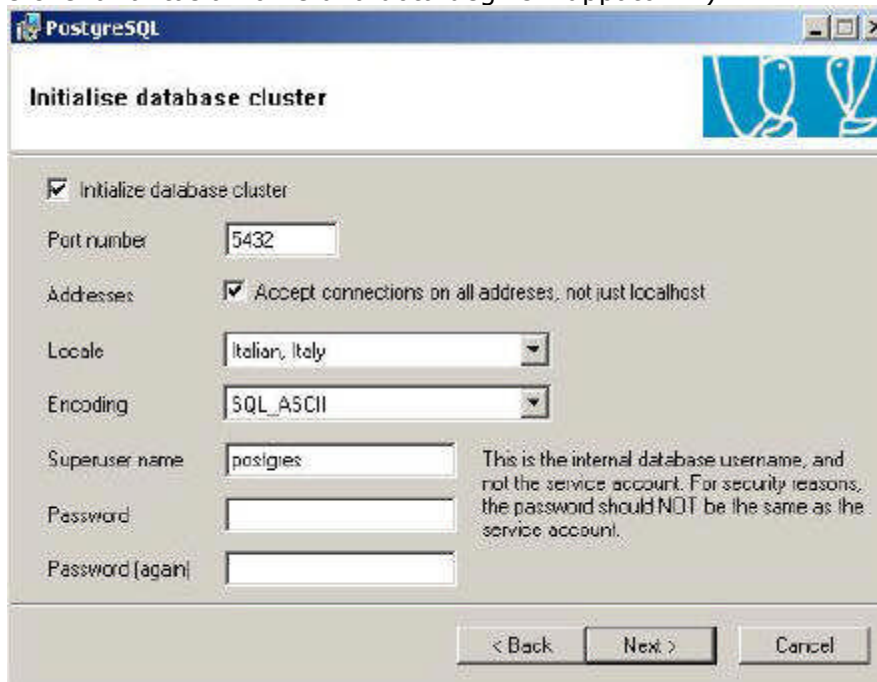 PostgreSQL
Initialise database cluster
Initialize database cluster
Port number
5432
Addresses
Accept connections on all addreses, not just localhost
Locale
Italian, Italy
Encoding
SQL_ASCII
Superuser name
postgres
This is the internal database username, and
not the service account. For security reasons,
the password should NOT be the same as the
service account.
Password
Password (again)
< Back
Next >
Cancel